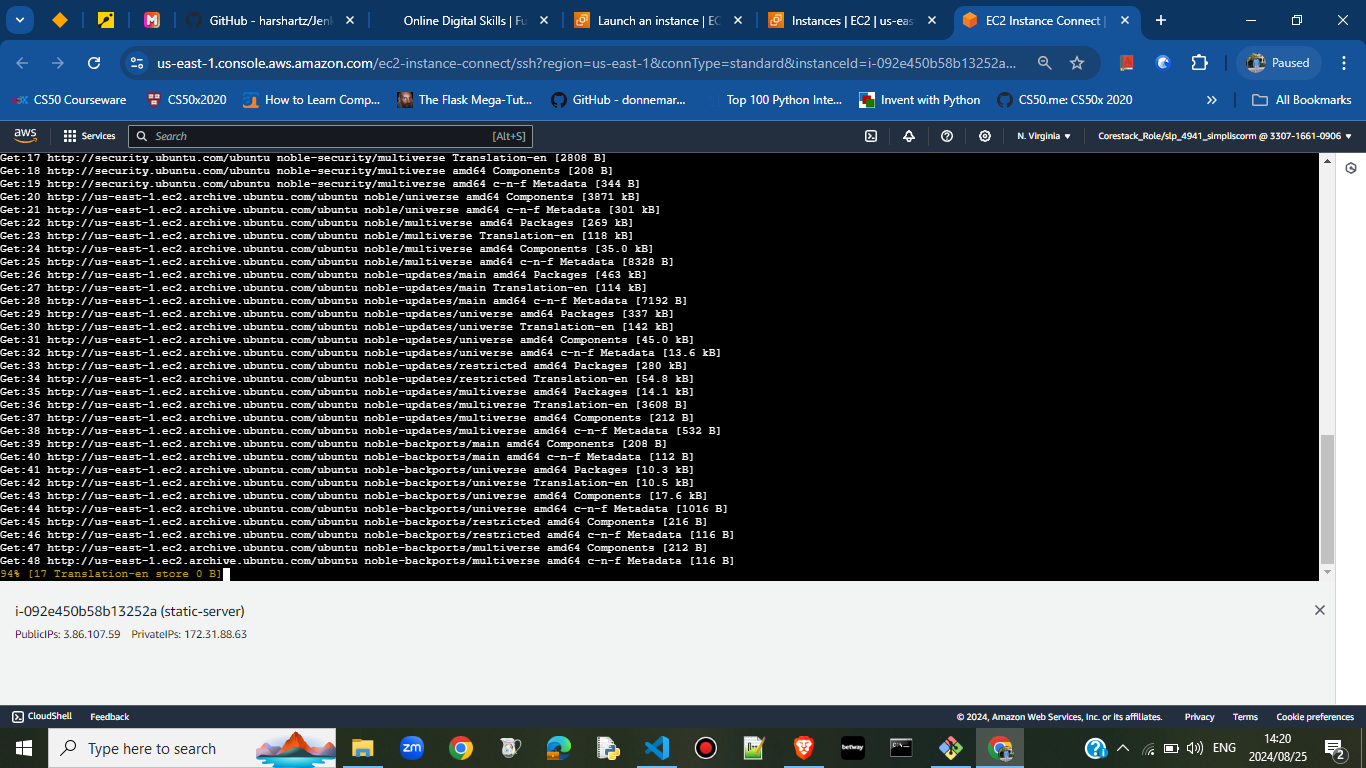 GitHub - harshartz/Jenk
Online Digital Skills | Fu
Launch an instance | EC
Instances | EC2 | us-eas
EC2 Instance Connect |
us-east-1.console.aws.amazon.com/ec2-instance-connect/ssh?region=us-east-1&connType=standard&instanceId=i-092e450b58b13252a...
Paused
CS50 Courseware
CS50x2020
How to Learn Comp...
The Flask Mega-Tut...
GitHub - donnemar...
Top 100 Python Inte...
Invent with Python
CS50.me: CS50x 2020
»
All Bookmarks
aws
Services
Search
[Alt+S]
N. Virginia
Corestack_Role/slp_4941_simpliscorm @ 3307-1661-0906
Get:17 http://security.ubuntu.com/ubuntu noble-security/multiverse Translation-en [2808 B]
Get:18 http://security.ubuntu.com/ubuntu noble-security/multiverse amd64 Components [208 B]
Get:19 http://security.ubuntu.com/ubuntu noble-security/multiverse amd64 c-n-f Metadata [344 B]
Get:20 http://us-east-1.ec2.archive.ubuntu.com/ubuntu noble/universe amd64 Components [3871 kB]
Get:21 http://us-east-1.ec2.archive.ubuntu.com/ubuntu noble/universe amd64 c-n-f Metadata [301 kB]
Get:22 http://us-east-1.ec2.archive.ubuntu.com/ubuntu noble/multiverse amd64 Packages [269 kB]
Get:23 http://us-east-1.ec2.archive.ubuntu.com/ubuntu noble/multiverse Translation-en [118 kB]
Get:24 http://us-east-1.ec2.archive.ubuntu.com/ubuntu noble/multiverse amd64 Components [35.0 kB]
Get:25 http://us-east-1.ec2.archive.ubuntu.com/ubuntu noble/multiverse amd64 c-n-f Metadata [8328 B]
Get:26 http://us-east-1.ec2.archive.ubuntu.com/ubuntu noble-updates/main amd64 Packages [463 kB]
Get:27 http://us-east-1.ec2.archive.ubuntu.com/ubuntu noble-updates/main Translation-en [114 kB]
Get:28 http://us-east-1.ec2.archive.ubuntu.com/ubuntu noble-updates/main amd64 c-n-f Metadata [7192 B]
Get:29 http://us-east-1.ec2.archive.ubuntu.com/ubuntu noble-updates/universe amd64 Packages [337 kB]
Get:30 http://us-east-1.ec2.archive.ubuntu.com/ubuntu noble-updates/universe Translation-en [142 kB]
Get:31 http://us-east-1.ec2.archive.ubuntu.com/ubuntu noble-updates/universe amd64 Components [45.0 kB]
Get:32 http://us-east-1.ec2.archive.ubuntu.com/ubuntu noble-updates/universe amd64 c-n-f Metadata [13.6 kB]
Get:33 http://us-east-1.ec2.archive.ubuntu.com/ubuntu noble-updates/restricted amd64 Packages [280 kB]
Get:34 http://us-east-1.ec2.archive.ubuntu.com/ubuntu noble-updates/restricted Translation-en [54.8 kB]
Get:35 http://us-east-1.ec2.archive.ubuntu.com/ubuntu noble-updates/multiverse amd64 Packages [14.1 kB]
Get:36 http://us-east-1.ec2.archive.ubuntu.com/ubuntu noble-updates/multiverse Translation-en [3608 B]
Get:37 http://us-east-1.ec2.archive.ubuntu.com/ubuntu noble-updates/multiverse amd64 Components [212 B]
Get:38 http://us-east-1.ec2.archive.ubuntu.com/ubuntu noble-updates/multiverse amd64 c-n-f Metadata [532 B]
Get:39 http://us-east-1.ec2.archive.ubuntu.com/ubuntu noble-backports/main amd64 Components [208 B]
Get:40 http://us-east-1.ec2.archive.ubuntu.com/ubuntu noble-backports/main amd64 c-n-f Metadata [112 B]
Get:41 http://us-east-1.ec2.archive.ubuntu.com/ubuntu noble-backports/universe amd64 Packages [10.3 kB]
Get:42 http://us-east-1.ec2.archive.ubuntu.com/ubuntu noble-backports/universe Translation-en [10.5 kB]
Get:43 http://us-east-1.ec2.archive.ubuntu.com/ubuntu noble-backports/universe amd64 Components [17.6 kB]
Get:44 http://us-east-1.ec2.archive.ubuntu.com/ubuntu noble-backports/universe amd64 c-n-f Metadata [1016 B]
Get:45 http://us-east-1.ec2.archive.ubuntu.com/ubuntu noble-backports/restricted amd64 Components [216 B]
Get:46 http://us-east-1.ec2.archive.ubuntu.com/ubuntu noble-backports/restricted amd64 c-n-f Metadata [116 B]
Get:47 http://us-east-1.ec2.archive.ubuntu.com/ubuntu noble-backports/multiverse amd64 Components [212 B]
Get:48 http://us-east-1.ec2.archive.ubuntu.com/ubuntu noble-backports/multiverse amd64 c-n-f Metadata [116 B]
94% [17 Translation-en store 0 B]
i-092e450b58b13252a (static-server)
PublicIPs: 3.86.107.59 PrivateIPs: 172.31.88.63
CloudShell
Feedback
© 2024, Amazon Web Services, Inc. or its affiliates.
Privacy
Terms
Cookie preferences
Type here to search
zm
betway
ENG
14:20
2024/08/25
2